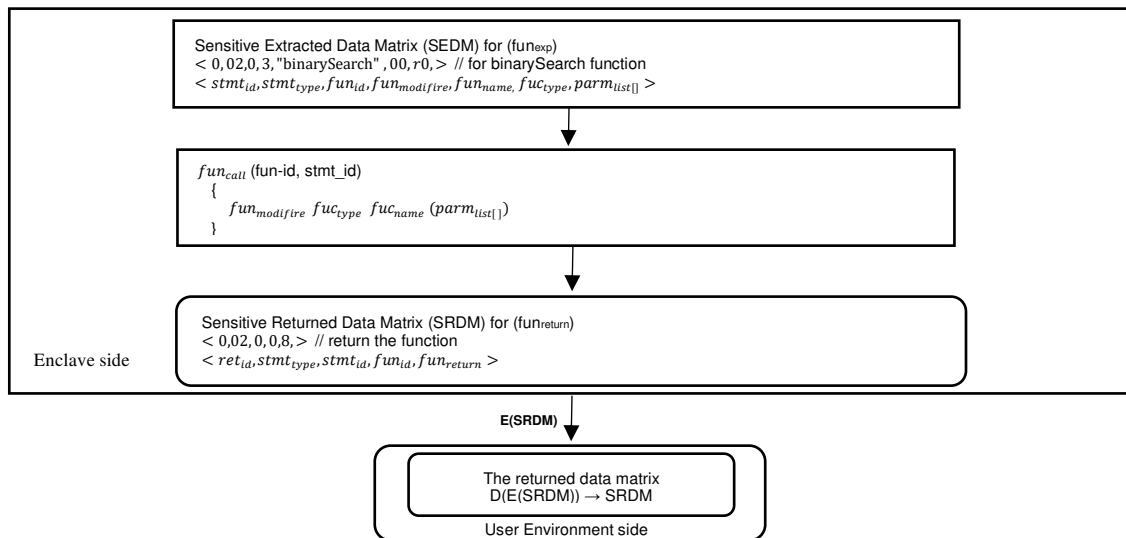 Sensitive Extracted Data Matrix (SEDM) for (fun_exp)
< 0, 02,0, 3, "binarySearch" , 00, r0, > // for binarySearch function
< stmt_id, stmt_type, fun_id, fun_modifire, fun_name, fuc_type, parm_list[] >
fun_call (fun-id, stmt_id)
{
fun_modifire fuc_type fuc_name (parm_list[ ])
}
Sensitive Returned Data Matrix (SRDM) for (fun_return)
< 0,02, 0, 0,8, > // return the function
< ret_id, stmt_type, stmt_id, fun_id, fun_return >
Enclave side
E(SRDM)
The returned data matrix
D(E(SRDM)) → SRDM
User Environment side